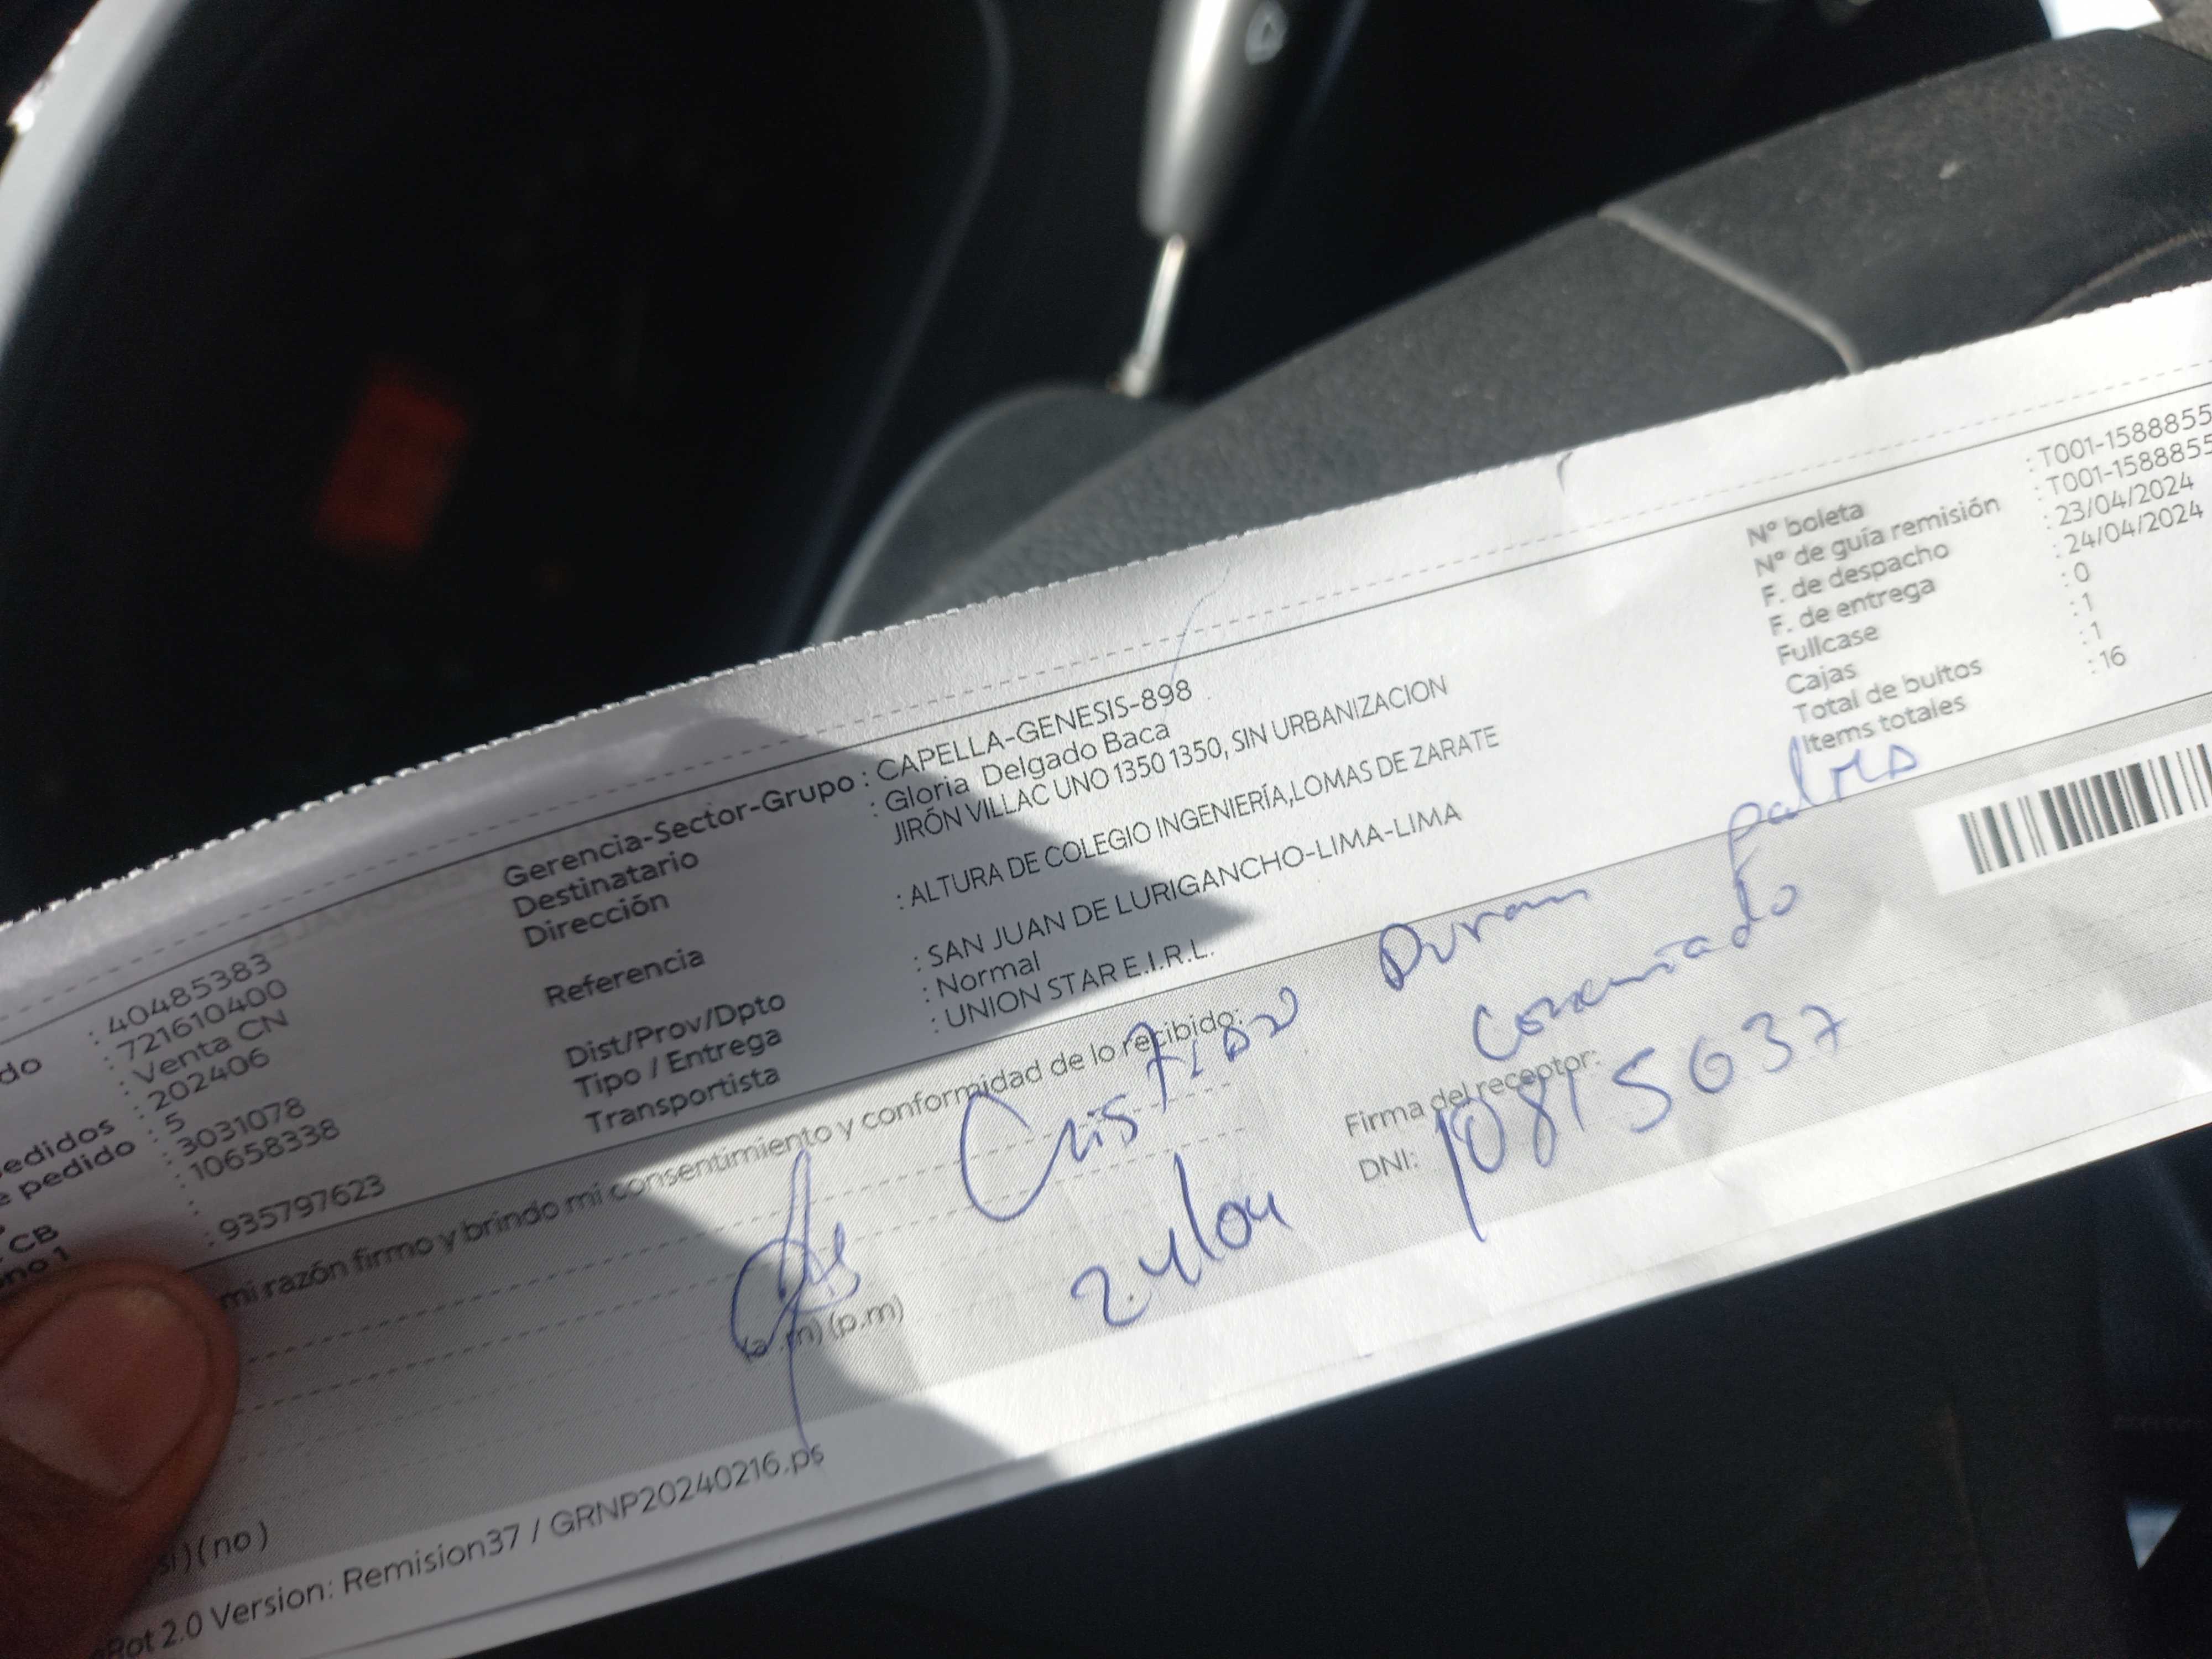 do : 40485383
: 721610400
: Venta CN
edidos : 202406
e pedido : 5
: 3031078
CB : 10658338
no 1 :
: 935797623
Gerencia-Sector-Grupo : CAPELLA-GENESIS-898
Destinatario : Gloria Delgado Baca
Dirección JIRÓN VILLAC UNO 1350 1350, SIN URBANIZACION
Referencia : ALTURA DE COLEGIO INGENIERÍA,LOMAS DE ZARATE
Dist/Prov/Dpto : SAN JUAN DE LURIGANCHO-LIMA-LIMA
Tipo / Entrega : Normal
Transportista : UNION STAR E.I.R.L.
N° boleta : T001-1588855
N° de guía remisión : T001-1588855
F. de despacho : 23/04/2024
F. de entrega : 24/04/2024
Fullcase : 0
Cajas : 1
Total de bultos : 1
Items totales : 16
mi razón firmo y brindo mi consentimiento y conformidad de lo recibido:
Duran
24/04
Firma del receptor:
DNI: 10815637
(a.m) (p.m)
si ) ( no )
Bot 2.0 Version: Remision37 / GRNP20240216.ps